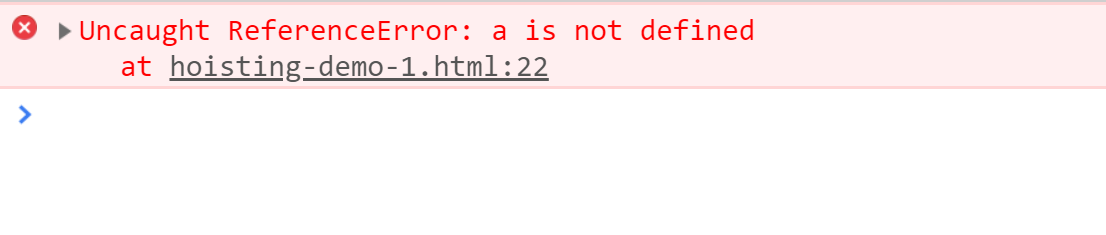 Uncaught ReferenceError: a is not defined
at hoisting-demo-1.html:22